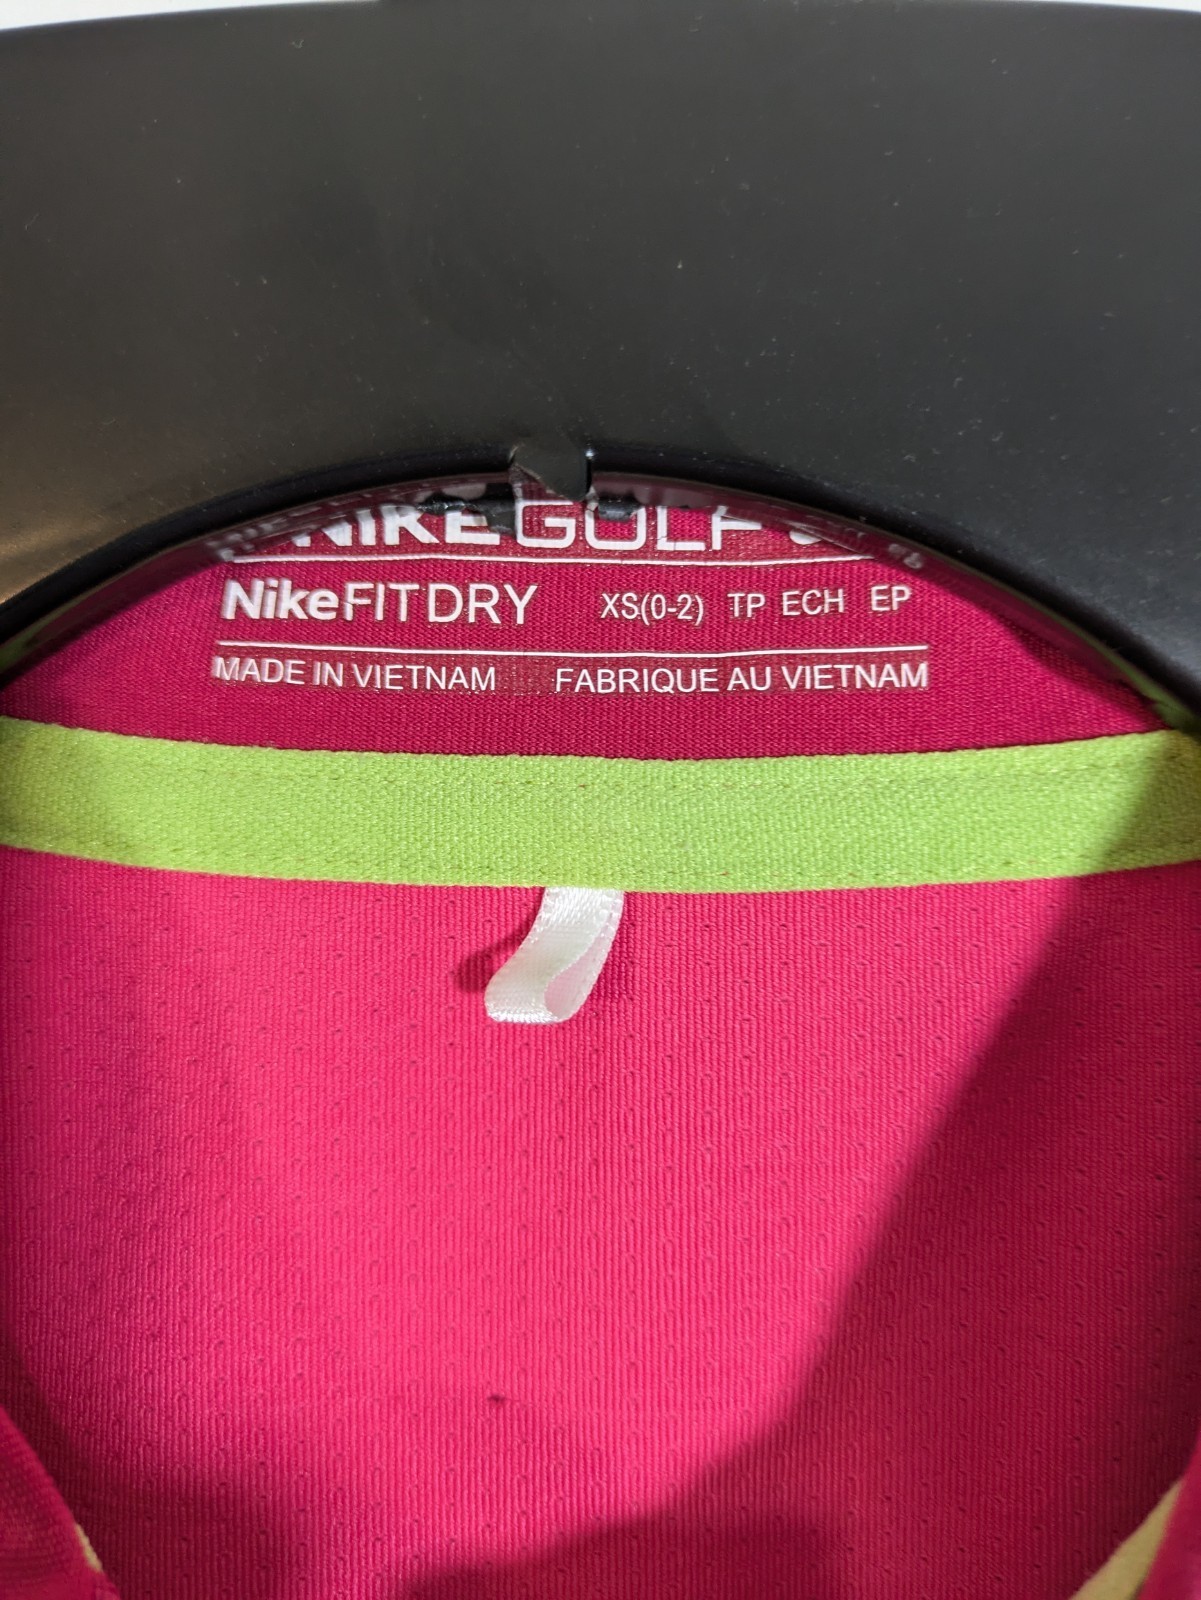 NIKE GOLF
NikeFIT DRY XS(0-2) TP ECH EP
MADE IN VIETNAM FABRIQUE AU VIETNAM